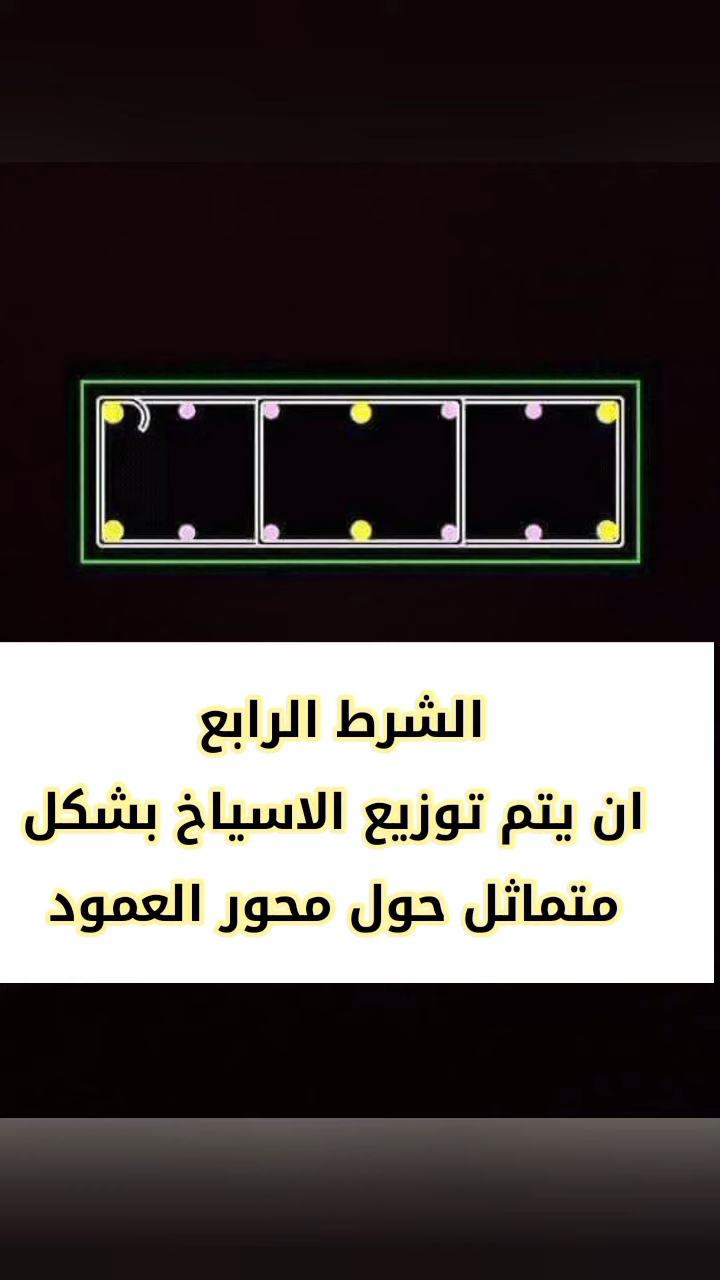 الشرط الرابع
ان يتم توزيع الاسياخ بشكل
متماثل حول محور العمود